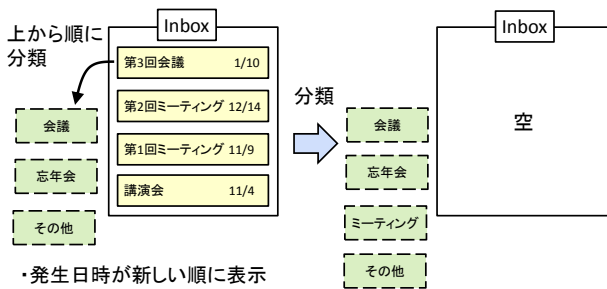 Inbox
上から順に
分類
第3回会議 1/10
第2回ミーティング 12/14
第1回ミーティング 11/9
講演会 11/4
会議
忘年会
その他
・発生日時が新しい順に表示
分類
Inbox
空
会議
忘年会
ミーティング
その他